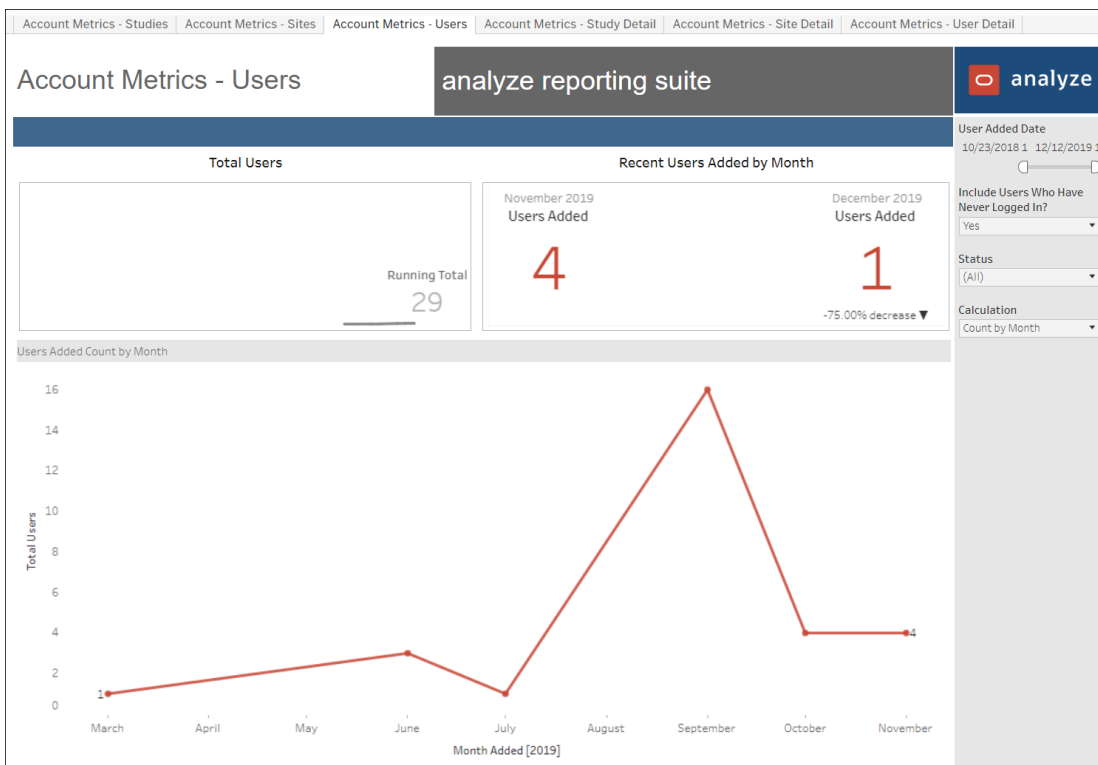 Account Metrics - Studies
Account Metrics - Sites
Account Metrics - Users
Account Metrics - Study Detail
Account Metrics - Site Detail
Account Metrics - User Detail
Account Metrics - Users
analyze reporting suite
analyze
Total Users
Running Total
29
Recent Users Added by Month
November 2019
Users Added
4
December 2019
Users Added
1
-75.00% decrease ▼
User Added Date
10/23/2018 1 12/12/2019 1
Include Users Who Have
Never Logged In?
Yes
Status
(All)
Calculation
Count by Month
Users Added Count by Month
Total Users
16
14
12
10
8
6
4
2
0
1
4
March
April
May
June
July
August
September
October
November
Month Added [2019]